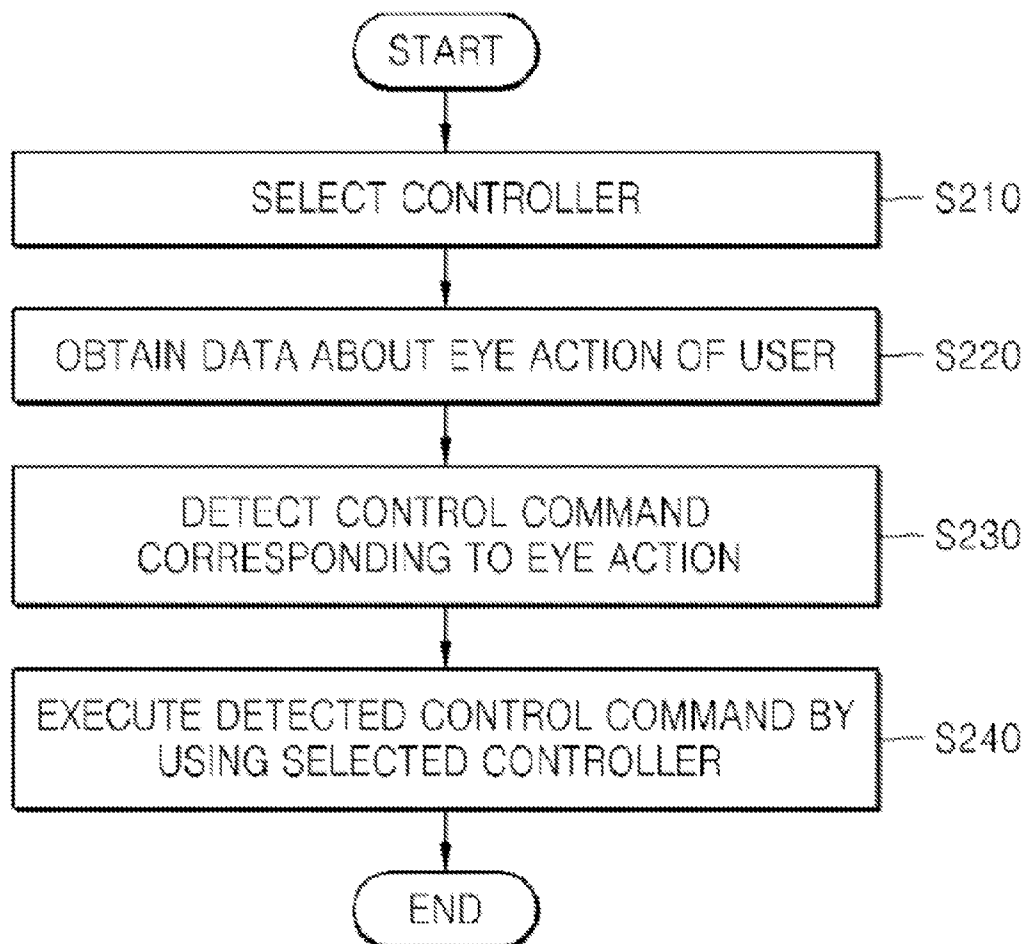 START
SELECT CONTROLLER
S210
OBTAIN DATA ABOUT EYE ACTION OF USER
S220
DETECT CONTROL COMMAND
CORRESPONDING TO EYE ACTION
S230
EXECUTE DETECTED CONTROL COMMAND BY
USING SELECTED CONTROLLER
S240
END